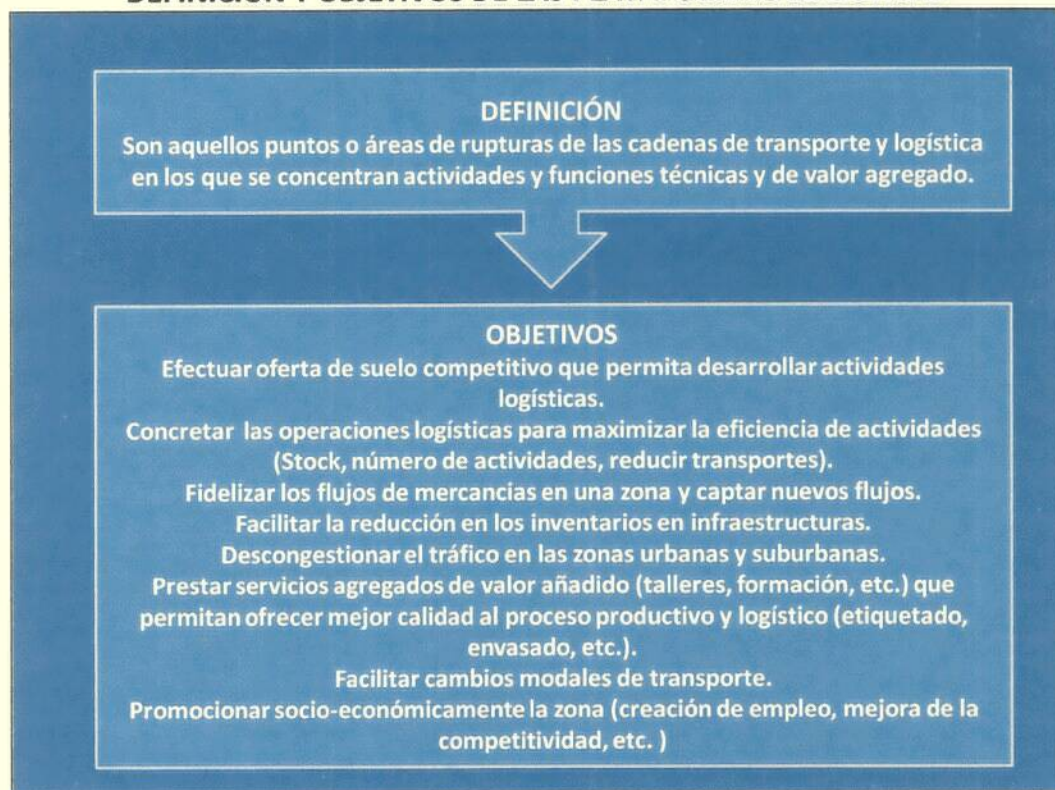 DEFINICIÓN Y OBJETIVOS DE LAS
DEFINICIÓN
Son aquellos puntos o áreas de rupturas de las cadenas de transporte y logística
en los que se concentran actividades y funciones técnicas y de valor agregado.
OBJETIVOS
Efectuar oferta de suelo competitivo que permita desarrollar actividades
logísticas.
Concretar las operaciones logísticas para maximizar la eficiencia de actividades
(Stock, número de actividades, reducir transportes).
Fidelizar los flujos de mercancias en una zona y captar nuevos flujos.
Facilitar la reducción en los inventarios en infraestructuras.
Descongestionar el tráfico en las zonas urbanas y suburbanas.
Prestar servicios agregados de valor añadido (talleres, formación, etc.) que
permitan ofrecer mejor calidad al proceso productivo y logístico (etiquetado,
envasado, etc.).
Facilitar cambios modales de transporte.
Promocionar socio-económicamente la zona (creación de empleo, mejora de la
competitividad, etc. )